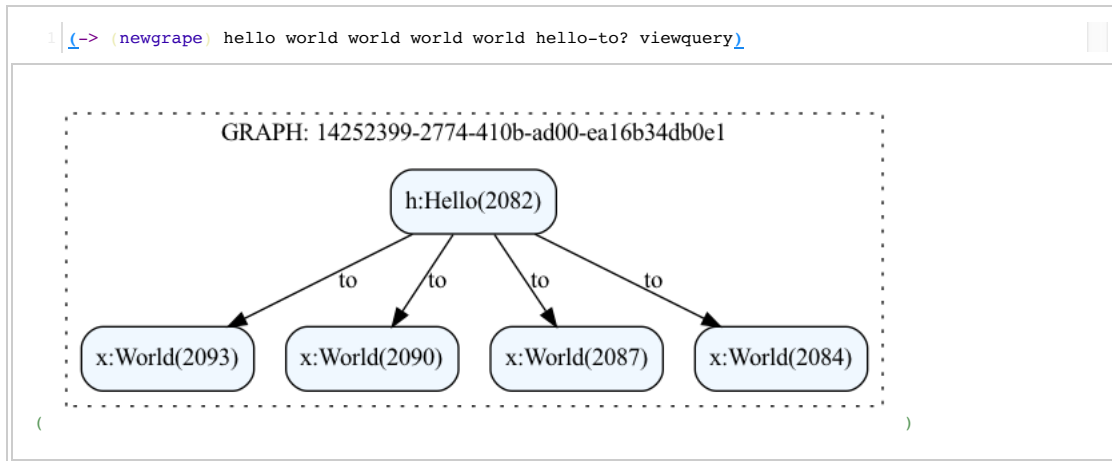 1 (-> (newgrape) hello world world world world hello-to? viewquery)
GRAPH: 14252399-2774-410b-ad00-ea16b34db0e1
h:Hello(2082)
to to to to
x:World(2093) x:World(2090) x:World(2087) x:World(2084)
( )